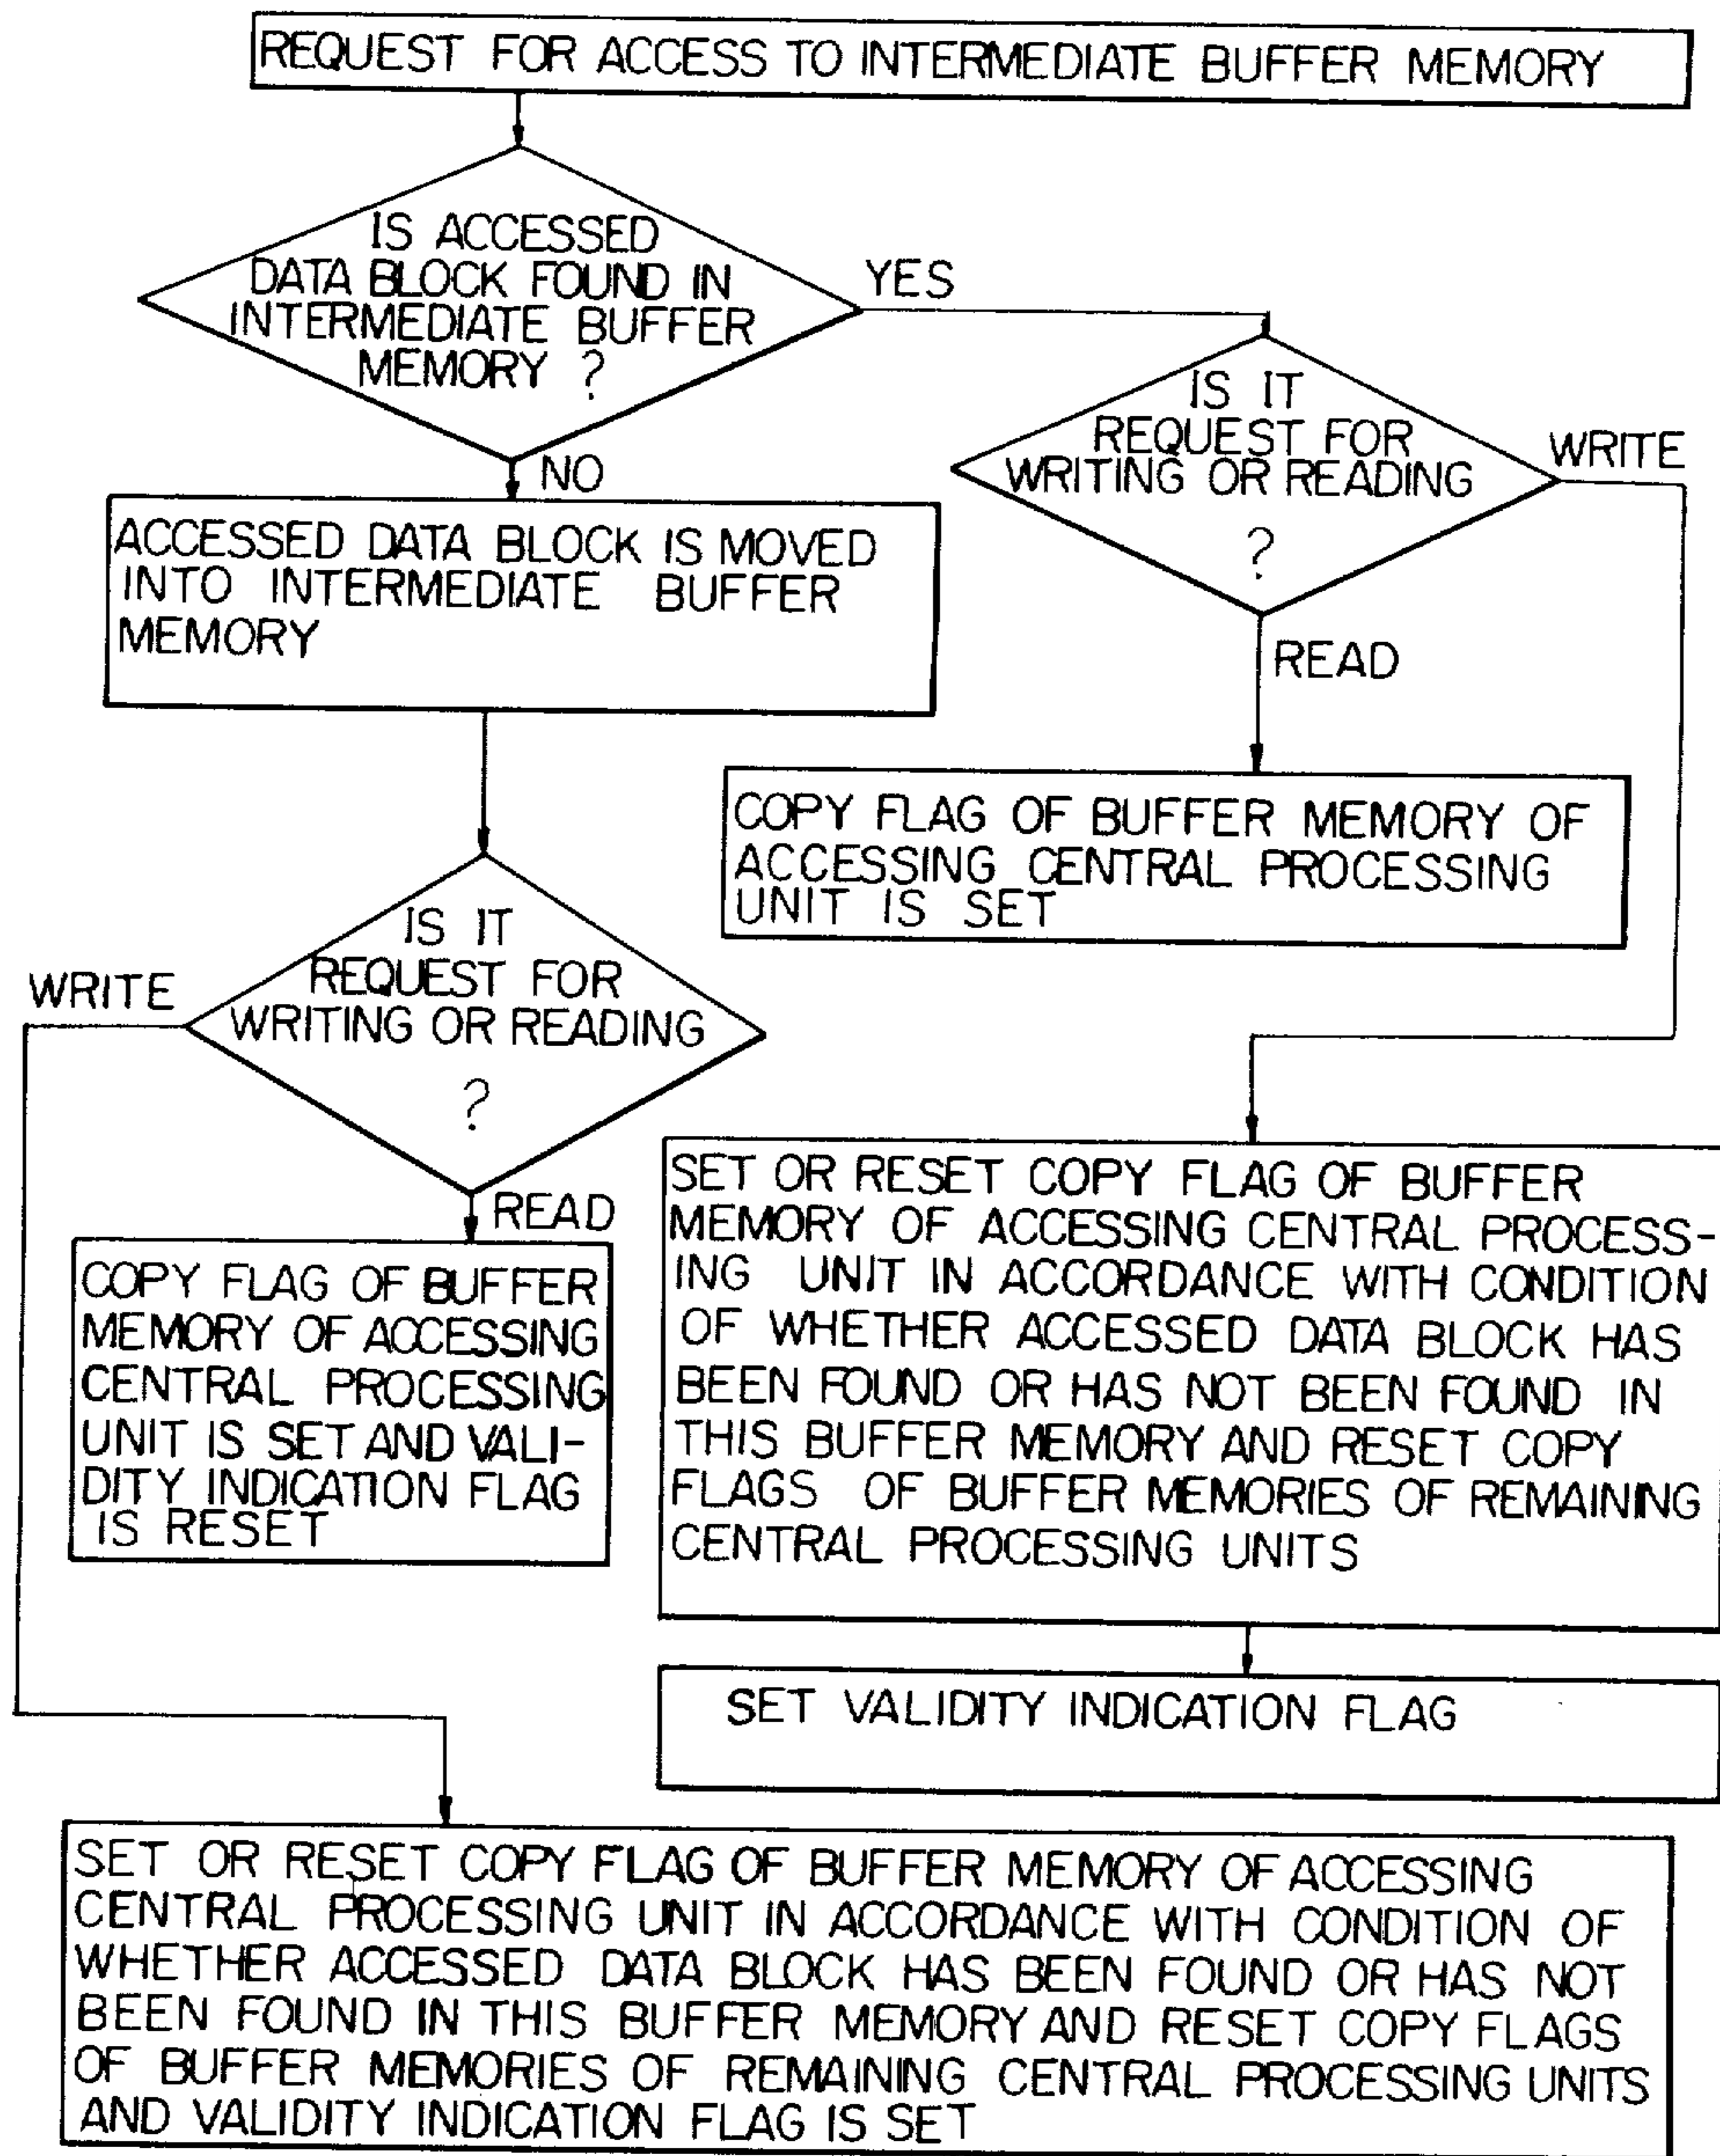 REQUEST FOR ACCESS TO INTERMEDIATE BUFFER MEMORY
IS ACCESSED
DATA BLOCK FOUND IN
INTERMEDIATE BUFFER
MEMORY ?
YES
NO
IS IT
REQUEST FOR
WRITING OR READING
?
WRITE
READ
ACCESSED DATA BLOCK IS MOVED
INTO INTERMEDIATE BUFFER
MEMORY
COPY FLAG OF BUFFER MEMORY OF
ACCESSING CENTRAL PROCESSING
UNIT IS SET
IS IT
REQUEST FOR
WRITING OR READING
?
WRITE
READ
COPY FLAG OF BUFFER
MEMORY OF ACCESSING
CENTRAL PROCESSING
UNIT IS SET AND VALI-
DITY INDICATION FLAG
IS RESET
SET OR RESET COPY FLAG OF BUFFER
MEMORY OF ACCESSING CENTRAL PROCESS-
ING UNIT IN ACCORDANCE WITH CONDITION
OF WHETHER ACCESSED DATA BLOCK HAS
BEEN FOUND OR HAS NOT BEEN FOUND IN
THIS BUFFER MEMORY AND RESET COPY
FLAGS OF BUFFER MEMORIES OF REMAINING
CENTRAL PROCESSING UNITS
SET VALIDITY INDICATION FLAG
SET OR RESET COPY FLAG OF BUFFER MEMORY OF ACCESSING
CENTRAL PROCESSING UNIT IN ACCORDANCE WITH CONDITION OF
WHETHER ACCESSED DATA BLOCK HAS BEEN FOUND OR HAS NOT
BEEN FOUND IN THIS BUFFER MEMORY AND RESET COPY FLAGS
OF BUFFER MEMORIES OF REMAINING CENTRAL PROCESSING UNITS
AND VALIDITY INDICATION FLAG IS SET